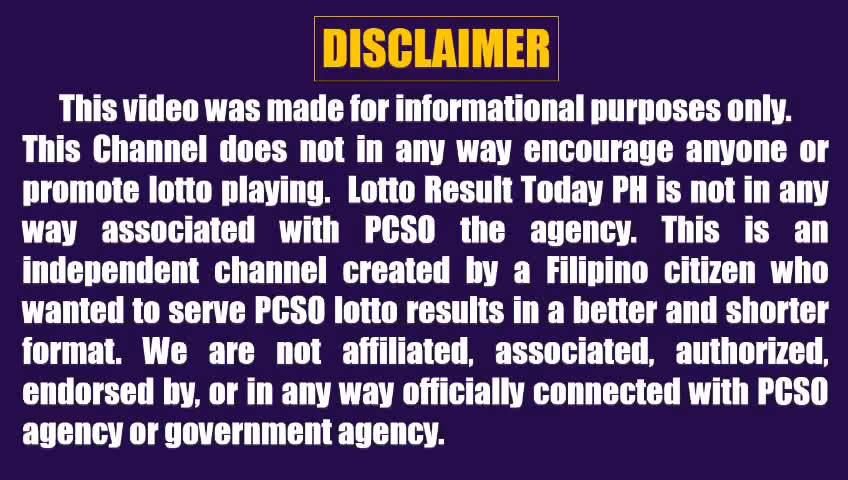 DISCLAIMER
This video was made for informational purposes only.
This Channel does not in any way encourage anyone or
promote lotto playing. Lotto Result Today PH is not in any
way associated with PCSO the agency. This is an
independent channel created by a Filipino citizen who
wanted to serve PCSO lotto results in a better and shorter
format. We are not affiliated, associated, authorized,
endorsed by, or in any way officially connected with PCSO
agency or government agency.